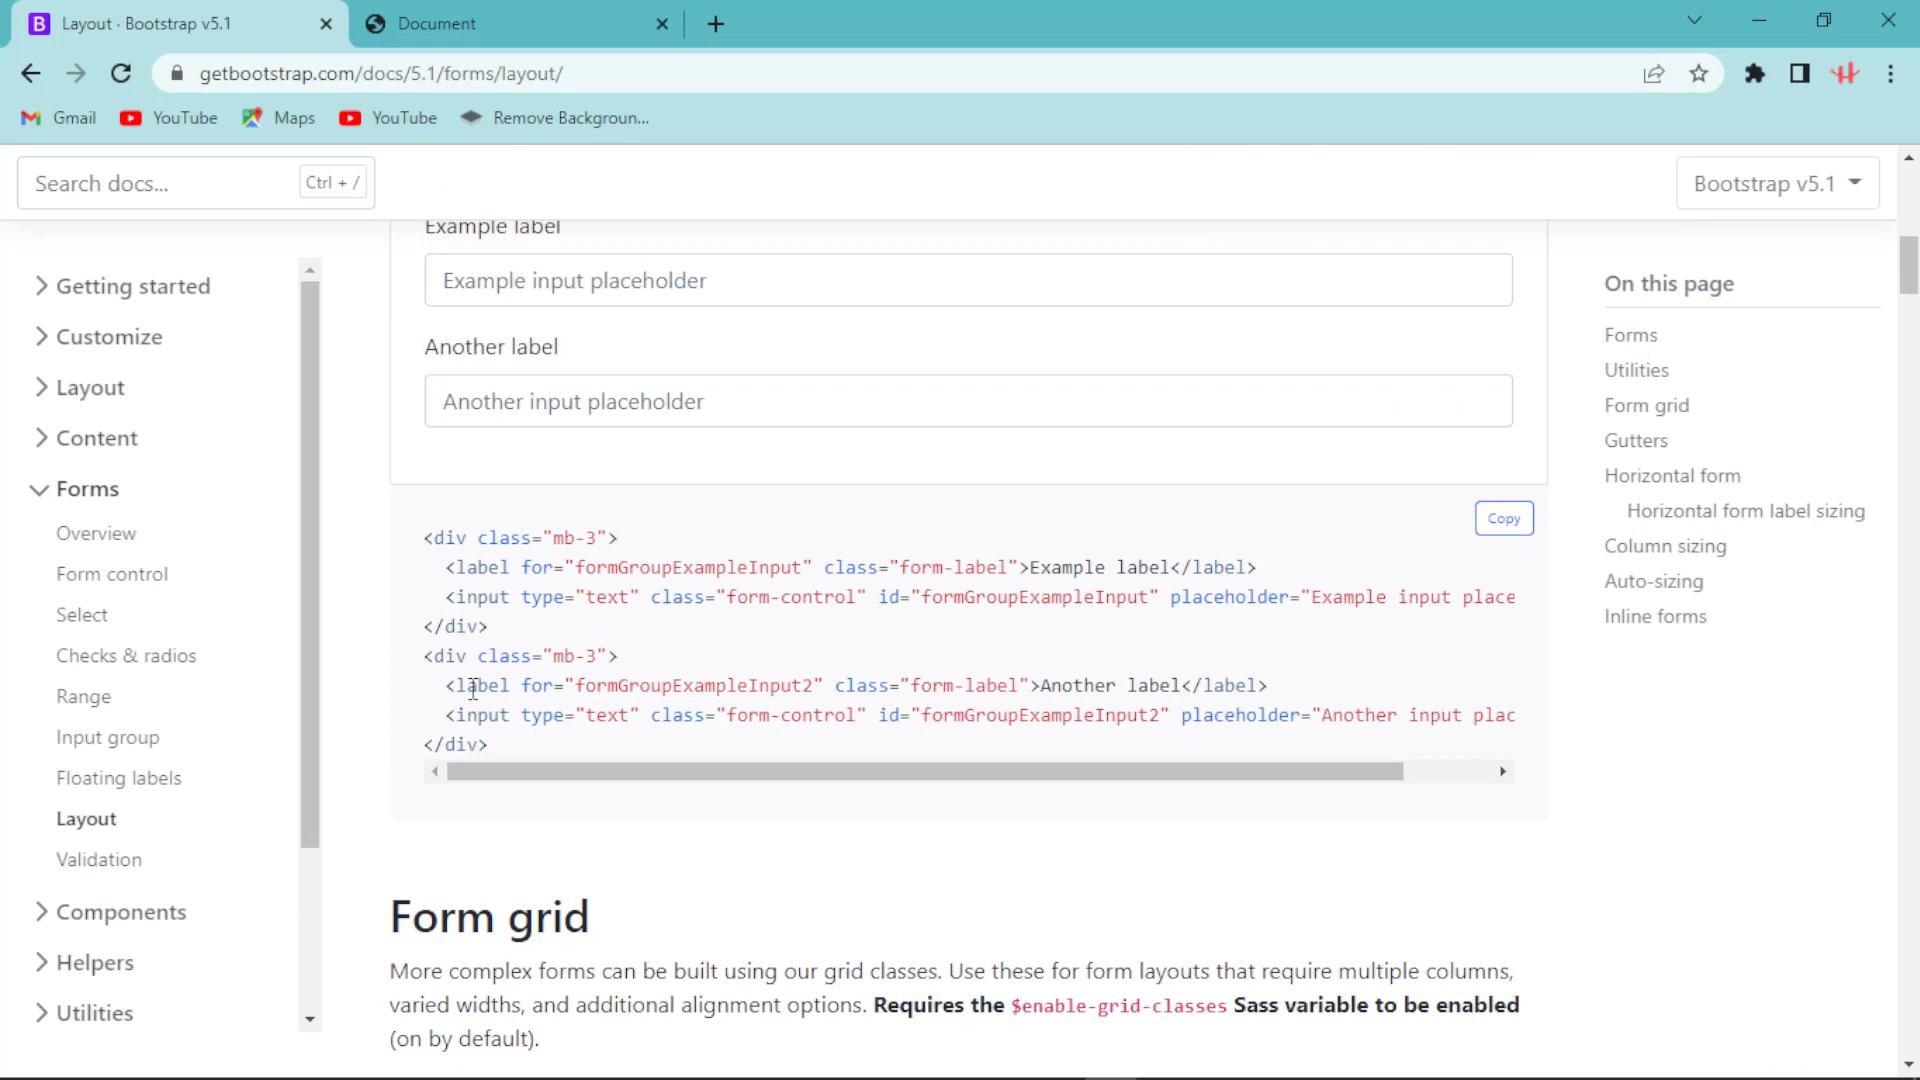 Layout · Bootstrap v5.1
Document
getbootstrap.com/docs/5.1/forms/layout/
Gmail
YouTube
Maps
YouTube
Remove Backgroun...
Search docs...
Ctrl + /
Bootstrap v5.1
Getting started
Customize
Layout
Content
Forms
Overview
Form control
Select
Checks & radios
Range
Input group
Floating labels
Layout
Validation
Components
Helpers
Utilities
Example label
Example input placeholder
Another label
Another input placeholder
Copy
<div class="mb-3">
  <label for="formGroupExampleInput" class="form-label">Example label</label>
  <input type="text" class="form-control" id="formGroupExampleInput" placeholder="Example input place
</div>
<div class="mb-3">
  <label for="formGroupExampleInput2" class="form-label">Another label</label>
  <input type="text" class="form-control" id="formGroupExampleInput2" placeholder="Another input plac
</div>
Form grid
More complex forms can be built using our grid classes. Use these for form layouts that require multiple columns,
varied widths, and additional alignment options. Requires the $enable-grid-classes Sass variable to be enabled
(on by default).
On this page
Forms
Utilities
Form grid
Gutters
Horizontal form
Horizontal form label sizing
Column sizing
Auto-sizing
Inline forms